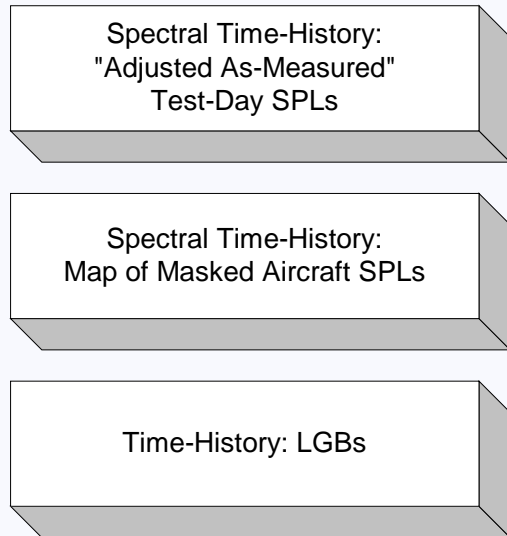 Spectral Time-History:
"Adjusted As-Measured"
Test-Day SPLs
Spectral Time-History:
Map of Masked Aircraft SPLs
Time-History: LGBs